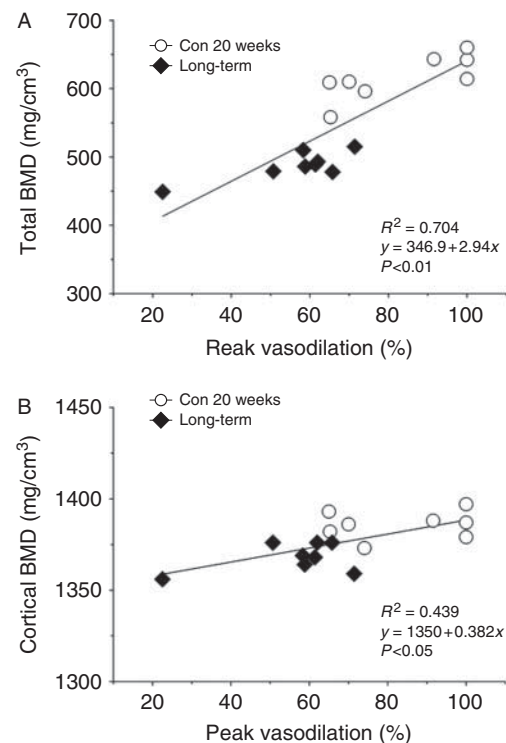 A
700
Con 20 weeks
Long-term
600
500
400
300
Total BMD (mg/cm³)
R² = 0.704
y = 346.9+2.94x
P<0.01
20 40 60 80 100
Reak vasodilation (%)
B
1450
Con 20 weeks
Long-term
1400
1350
1300
Cortical BMD (mg/cm³)
R² = 0.439
y = 1350+0.382x
P<0.05
20 40 60 80 100
Peak vasodilation (%)